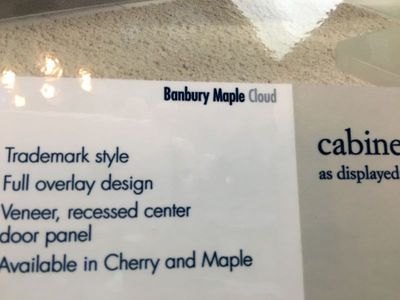 Banbury Maple Cloud
Trademark style
Full overlay design
Veneer, recessed center
door panel
Available in Cherry and Maple
cabine
as displayed